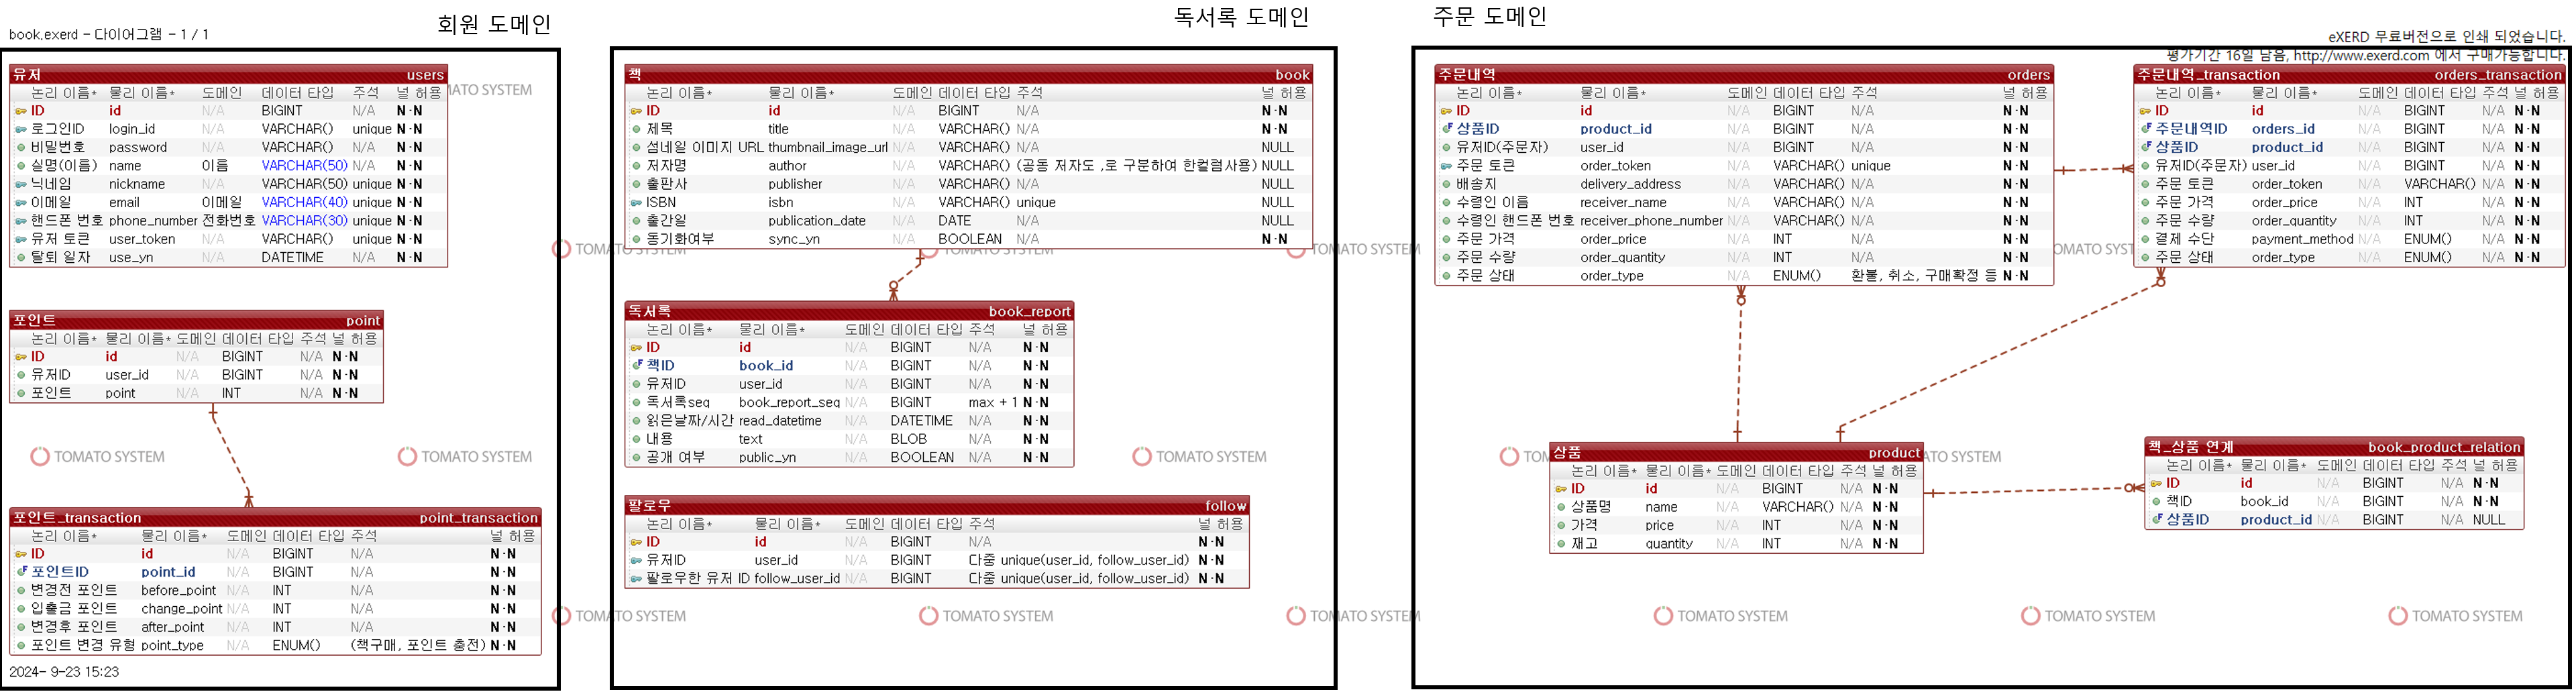 회원 도메인
독서록 도메인
주문 도메인
book.exerd - 다이어그램 - 1 / 1
eXERD 무료버전으로 인쇄 되었습니다.
평가기간 16일 남음, http://www.exerd.com 에서 구매가능합니다.
유저 users
논리 이름* 물리 이름* 도메인 데이터 타입 주석 널 허용
ID id N/A BIGINT N/A N·N
로그인ID login_id N/A VARCHAR() unique N·N
비밀번호 password N/A VARCHAR() N/A N·N
실명(이름) name 이름 VARCHAR(50) N/A N·N
닉네임 nickname N/A VARCHAR(50) unique N·N
이메일 email 이메일 VARCHAR(40) unique N·N
핸드폰 번호 phone_number 전화번호 VARCHAR(30) unique N·N
유저 토큰 user_token N/A VARCHAR() unique N·N
탈퇴 일자 use_yn N/A DATETIME N/A N·N
포인트 point
논리 이름* 물리 이름* 도메인 데이터 타입 주석 널 허용
ID id N/A BIGINT N/A N·N
유저ID user_id N/A BIGINT N/A N·N
포인트 point N/A INT N/A N·N
포인트_transaction point_transaction
논리 이름* 물리 이름* 도메인 데이터 타입 주석 널 허용
ID id N/A BIGINT N/A N·N
포인트ID point_id N/A BIGINT N/A N·N
변경전 포인트 before_point N/A INT N/A N·N
입출금 포인트 change_point N/A INT N/A N·N
변경후 포인트 after_point N/A INT N/A N·N
포인트 변경 유형 point_type N/A ENUM() (책구매, 포인트 충전) N·N
2024- 9-23 15:23
책 book
논리 이름* 물리 이름* 도메인 데이터 타입 주석 널 허용
ID id N/A BIGINT N/A N·N
제목 title N/A VARCHAR() N/A N·N
섬네일 이미지 URL thumbnail_image_url N/A VARCHAR() N/A NULL
저자명 author N/A VARCHAR() (공동 저자도 ,로 구분하여 한컬럼사용) NULL
출판사 publisher N/A VARCHAR() N/A NULL
ISBN isbn N/A VARCHAR() unique NULL
출간일 publication_date N/A DATE N/A NULL
동기화여부 sync_yn N/A BOOLEAN N/A N·N
독서록 book_report
논리 이름* 물리 이름* 도메인 데이터 타입 주석 널 허용
ID id N/A BIGINT N/A N·N
책ID book_id N/A BIGINT N/A N·N
유저ID user_id N/A BIGINT N/A N·N
독서록seq book_report_seq N/A BIGINT max + 1 N·N
읽은날짜/시간 read_datetime N/A DATETIME N/A N·N
내용 text N/A BLOB N/A N·N
공개 여부 public_yn N/A BOOLEAN N/A N·N
팔로우 follow
논리 이름* 물리 이름* 도메인 데이터 타입 주석 널 허용
ID id N/A BIGINT N/A N·N
유저ID user_id N/A BIGINT 다중 unique(user_id, follow_user_id) N·N
팔로우한 유저 ID follow_user_id N/A BIGINT 다중 unique(user_id, follow_user_id) N·N
주문내역 orders
논리 이름* 물리 이름* 도메인 데이터 타입 주석 널 허용
ID id N/A BIGINT N/A N·N
상품ID product_id N/A BIGINT N/A N·N
유저ID(주문자) user_id N/A BIGINT N/A N·N
주문 토큰 order_token N/A VARCHAR() unique N·N
배송지 delivery_address N/A VARCHAR() N/A N·N
수령인 이름 receiver_name N/A VARCHAR() N/A N·N
수령인 핸드폰 번호 receiver_phone_number N/A VARCHAR() N/A N·N
주문 가격 order_price N/A INT N/A N·N
주문 수량 order_quantity N/A INT N/A N·N
주문 상태 order_type N/A ENUM() 환불, 취소, 구매확정 등 N·N
주문내역_transaction orders_transaction
논리 이름* 물리 이름* 도메인 데이터 타입 주석 널 허용
ID id N/A BIGINT N/A N·N
주문내역ID orders_id N/A BIGINT N/A N·N
상품ID product_id N/A BIGINT N/A N·N
유저ID(주문자) user_id N/A BIGINT N/A N·N
주문 토큰 order_token N/A VARCHAR() N/A N·N
주문 가격 order_price N/A INT N/A N·N
주문 수량 order_quantity N/A INT N/A N·N
결제 수단 payment_method N/A ENUM() N/A N·N
주문 상태 order_type N/A ENUM() N/A N·N
상품 product
논리 이름* 물리 이름* 도메인 데이터 타입 주석 널 허용
ID id N/A BIGINT N/A N·N
상품명 name N/A VARCHAR() N/A N·N
가격 price N/A INT N/A N·N
재고 quantity N/A INT N/A N·N
책_상품 연계 book_product_relation
논리 이름* 물리 이름* 도메인 데이터 타입 주석 널 허용
ID id N/A BIGINT N/A N·N
책ID book_id N/A BIGINT N/A N·N
상품ID product_id N/A BIGINT N/A NULL
TOMATO SYSTEM
TOMATO SYSTEM
TOMATO SYSTEM
TOMATO SYSTEM
TOMATO SYSTEM
TOMATO SYSTEM
TOMATO SYSTEM
TOMATO SYSTEM
TOMATO SYSTEM
TOMATO SYSTEM
TOMATO SYSTEM
TOMATO SYSTEM